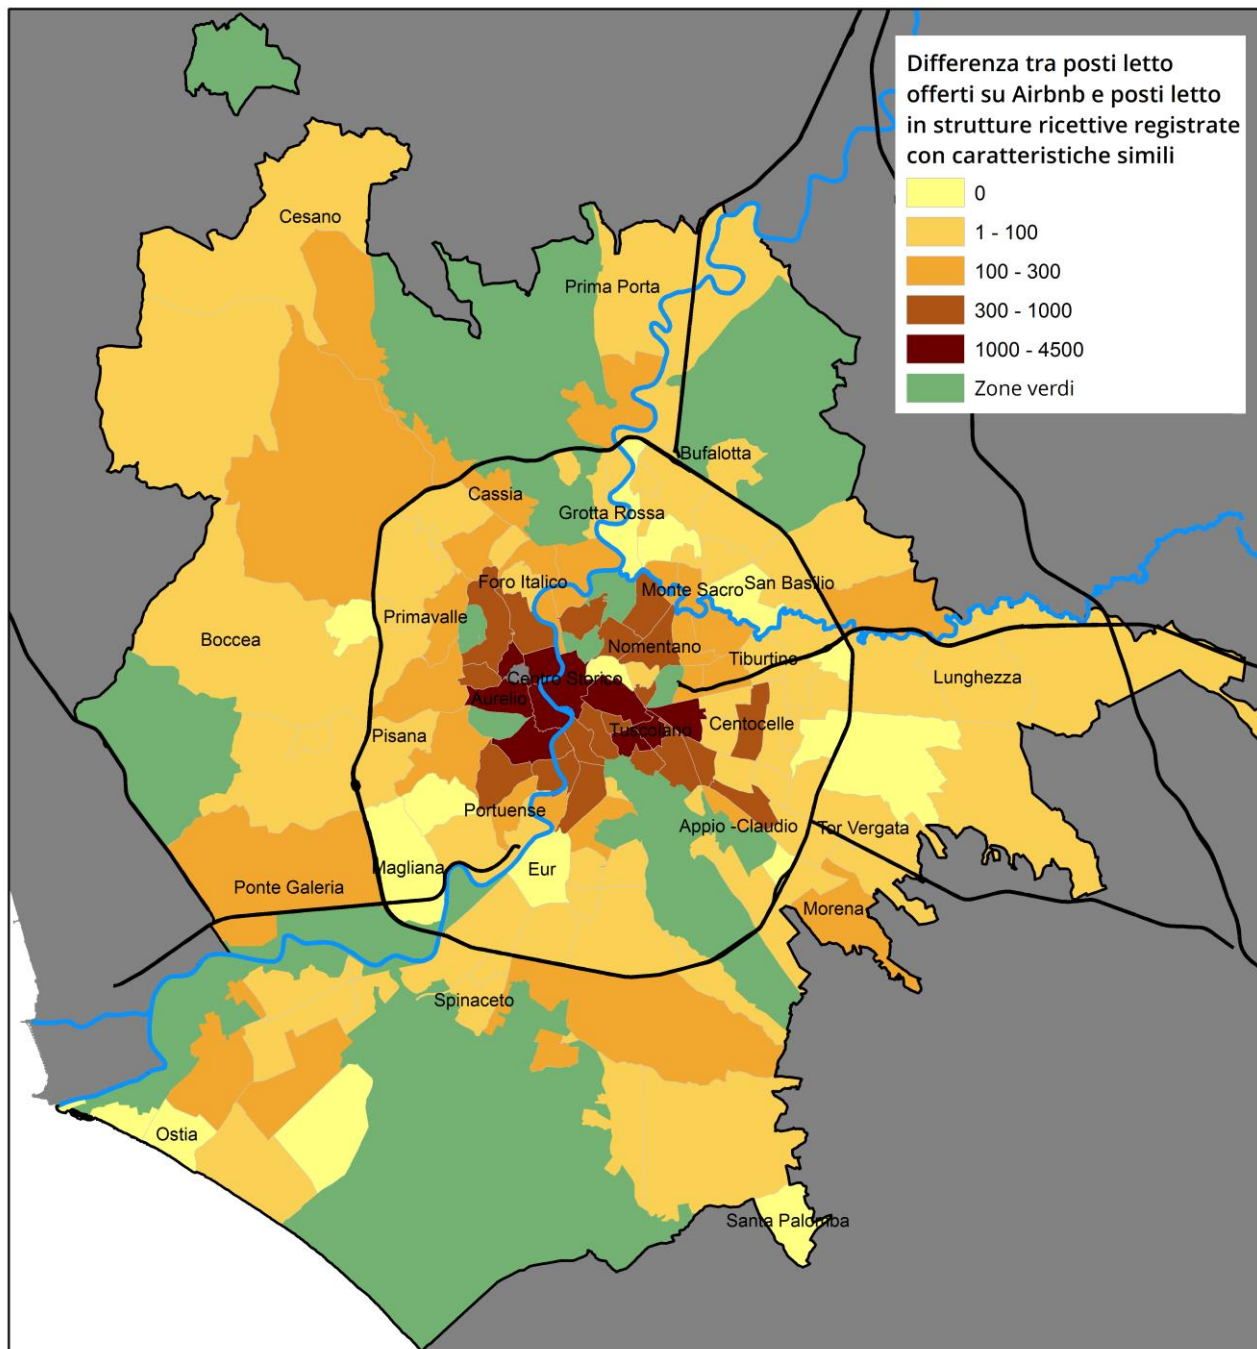 Differenza tra posti letto
offerti su Airbnb e posti letto
in strutture ricettive registrate
con caratteristiche simili
0
1 - 100
100 - 300
300 - 1000
1000 - 4500
Zone verdi
Cesano
Prima Porta
Bufalotta
Cassia
Grotta Rossa
Foro Italico
Monte Sacro
San Basilio
Primavalle
Boccea
Nomentano
Tiburtino
Centro Storico
Lunghezza
Aurelio
Pisana
Tuscolano
Centocelle
Portuense
Appio -Claudio
Tor Vergata
Magliana
Eur
Ponte Galeria
Morena
Spinaceto
Ostia
Santa Palomba